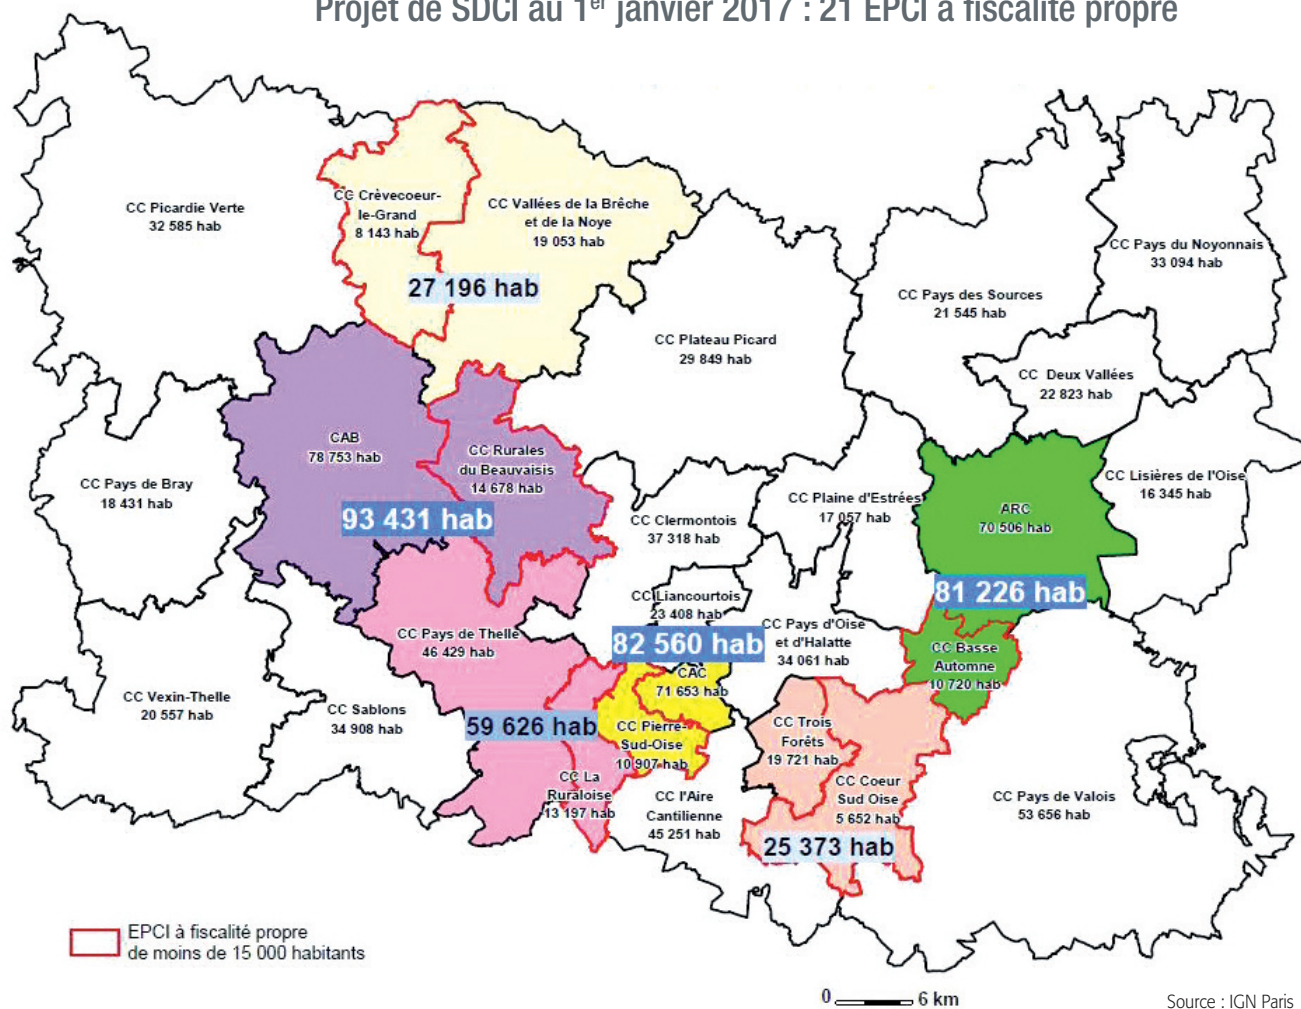 Projet de SDCI au 1er janvier 2017 : 21 EPCI à fiscalité propre
CC Picardie Verte
32 585 hab
CC Crèvecoeur-
le-Grand
8 143 hab
CC Vallées de la Brêche
et de la Noye
19 053 hab
27 196 hab
CC Pays du Noyonnais
33 094 hab
CC Pays des Sources
21 545 hab
CC Plateau Picard
29 849 hab
CC Deux Vallées
22 823 hab
CAB
78 753 hab
CC Rurales
du Beauvaisis
14 678 hab
93 431 hab
CC Pays de Bray
18 431 hab
CC Clermontois
37 318 hab
CC Plaine d'Estrées
17 057 hab
ARC
70 506 hab
CC Lisières de l'Oise
16 345 hab
81 226 hab
CC Liancourtois
23 408 hab
CC Pays d'Oise
et d'Halatte
34 061 hab
CC Basse
Automne
10 720 hab
CC Pays de Thelle
46 429 hab
82 560 hab
CAC
71 653 hab
CC Vexin-Thelle
20 557 hab
CC Sablons
34 908 hab
59 626 hab
CC Pierre-
Sud-Oise
10 907 hab
CC Trois
Forêts
19 721 hab
CC La
Ruraloise
13 197 hab
CC l'Aire
Cantilienne
45 251 hab
CC Coeur
Sud Oise
5 652 hab
25 373 hab
CC Pays de Valois
53 656 hab
EPCI à fiscalité propre
de moins de 15 000 habitants
0 6 km
Source : IGN Paris